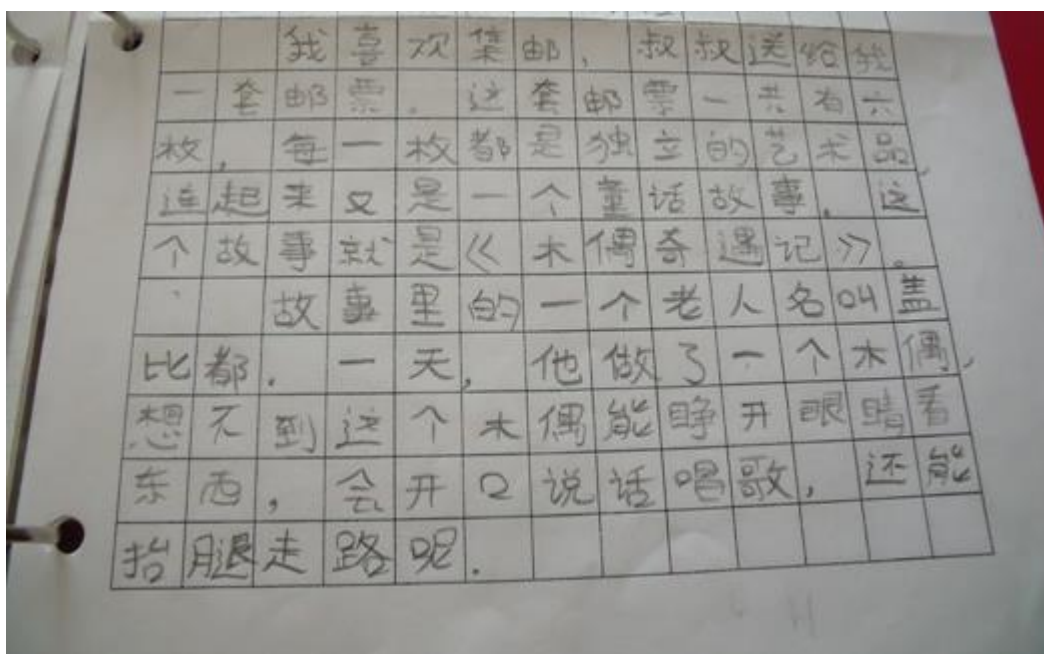 我喜欢集邮,叔叔送给我
一套邮票.这套邮票一共有六
枚,每一枚都是独立的艺术品,
连起来又是一个童话故事.这
个故事就是《木偶奇遇记》。
故事里的一个老人名叫盖
比都.一天,他做了一个木偶,
想不到这个木偶能睁开眼睛看
东西,会开口说话唱歌,还能
抬腿走路呢.